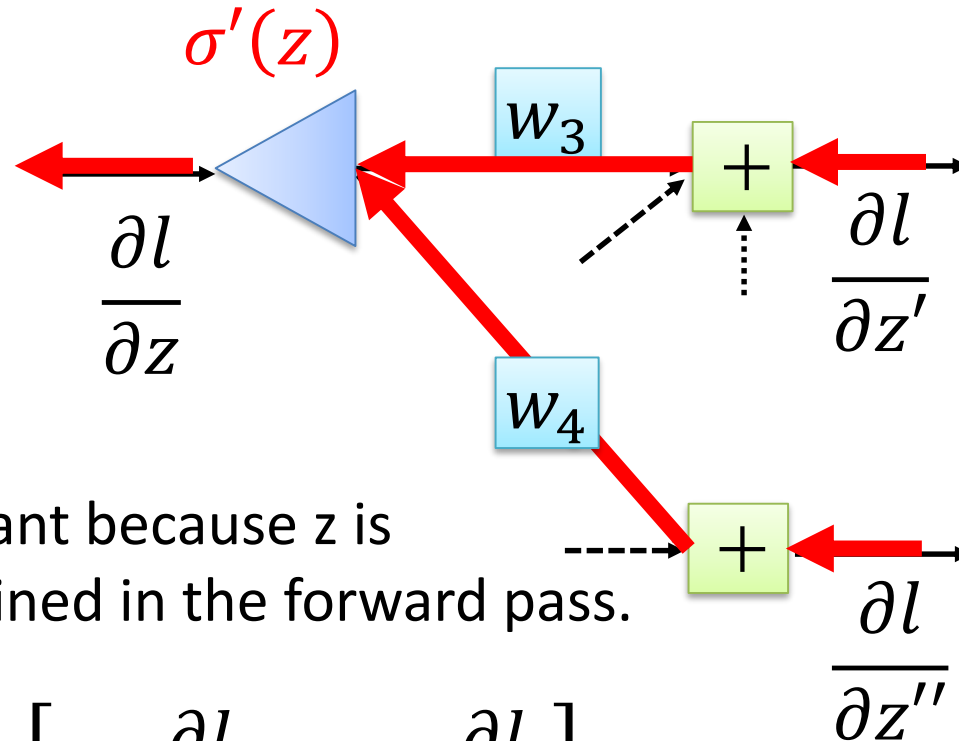 σ′(z)
w₃
+
∂l
∂z
∂l
∂z′
w₄
ant because z is
+
ined in the forward pass.
∂l
∂z″
[ ∂l ∂l ]